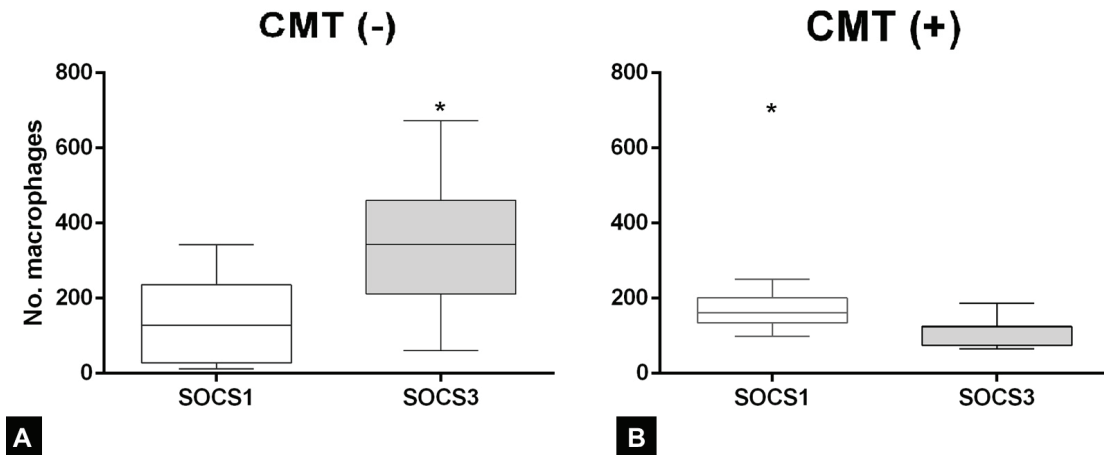 CMT (-)
No. macrophages
800
*
600
400
200
0
SOCS1 SOCS3
A
CMT (+)
800
*
600
400
200
0
SOCS1 SOCS3
B